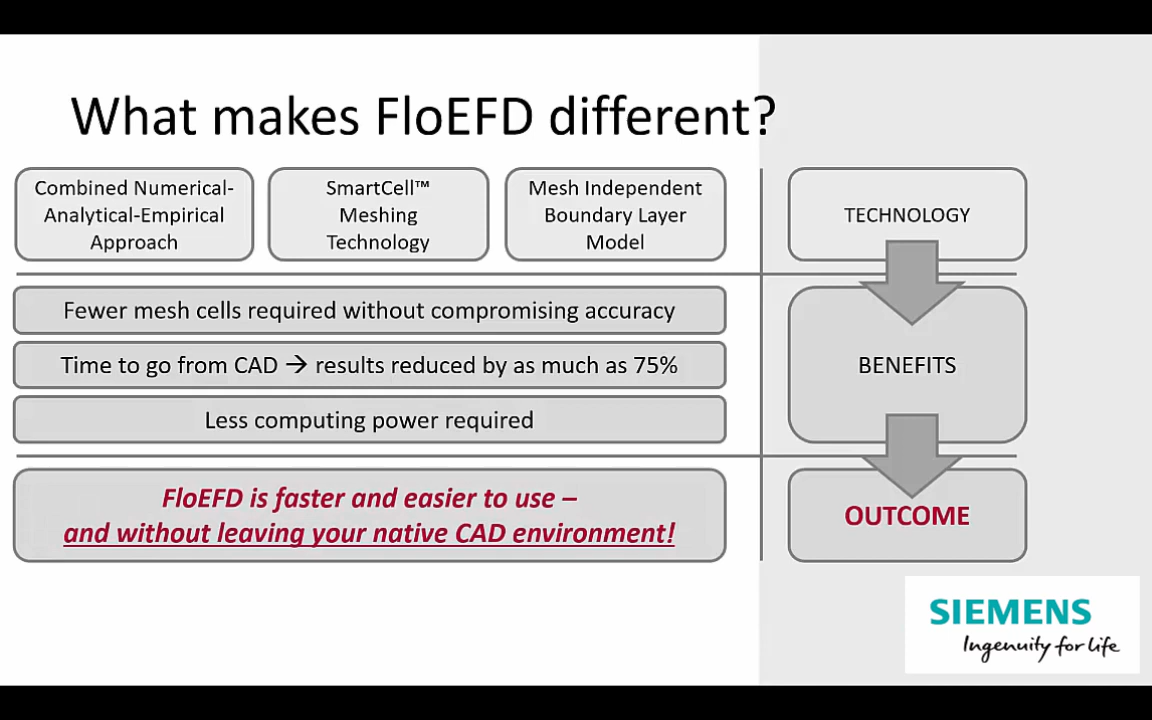 What makes FloEFD different?
Combined Numerical-
Analytical-Empirical
Approach
SmartCell™
Meshing
Technology
Mesh Independent
Boundary Layer
Model
TECHNOLOGY
Fewer mesh cells required without compromising accuracy
Time to go from CAD → results reduced by as much as 75%
Less computing power required
BENEFITS
FloEFD is faster and easier to use –
and without leaving your native CAD environment!
OUTCOME
SIEMENS
Ingenuity for life